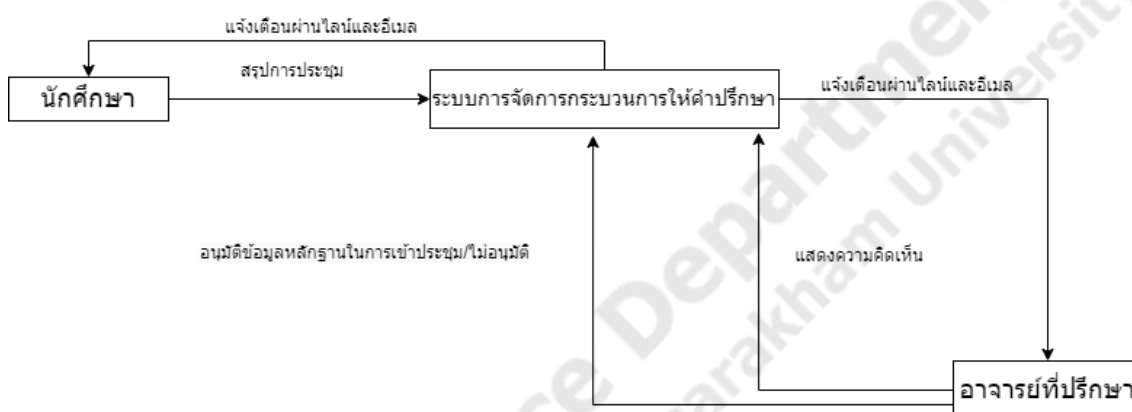 แจ้งเตือนผ่านไลน์และอีเมล
สรุปการประชุม
นักศึกษา
ระบบการจัดการกระบวนการให้คำปรึกษา
แจ้งเตือนผ่านไลน์และอีเมล
อนุมัติข้อมูลหลักฐานในการเข้าประชุม/ไม่อนุมัติ
แสดงความคิดเห็น
อาจารย์ที่ปรึกษา